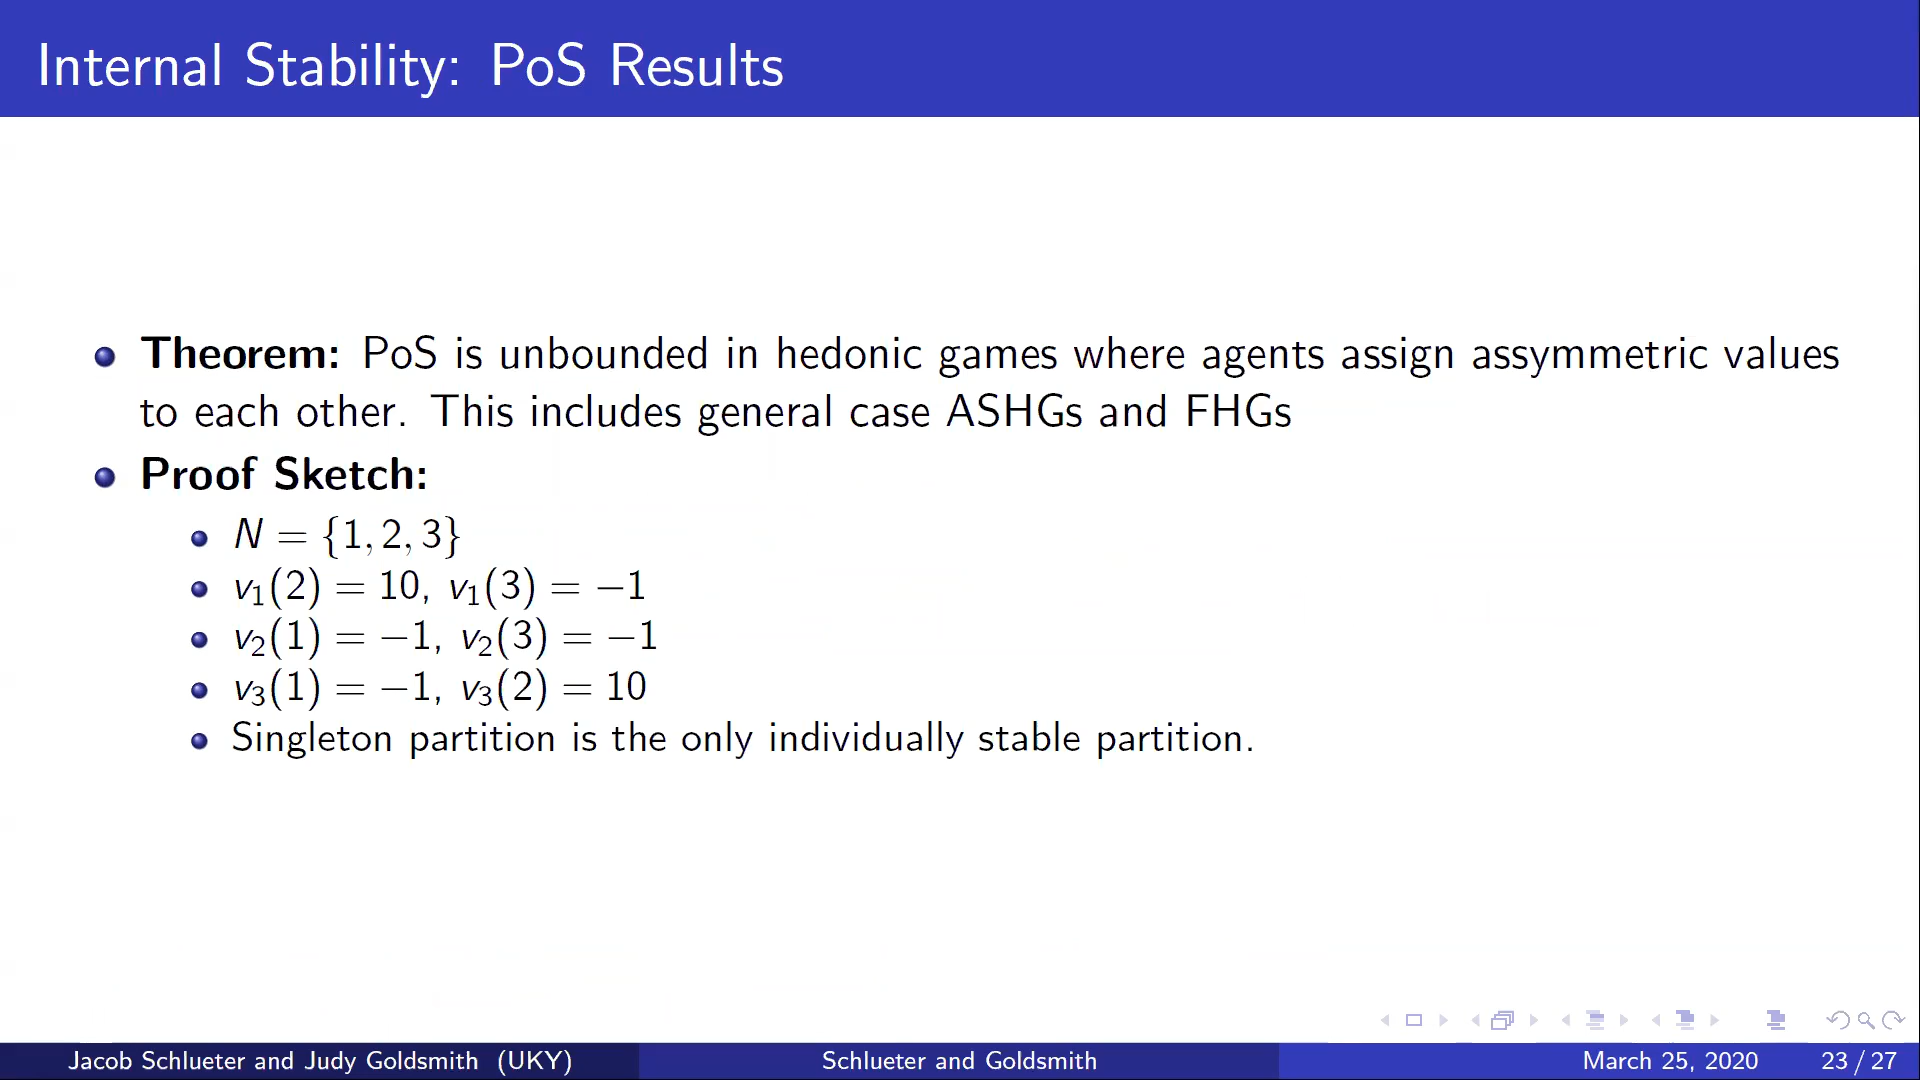 Internal Stability: PoS Results
Theorem: PoS is unbounded in hedonic games where agents assign assymmetric values
to each other. This includes general case ASHGs and FHGs
Proof Sketch:
N = {1, 2, 3}
v₁(2) = 10, v₁(3) = −1
v₂(1) = −1, v₂(3) = −1
v₃(1) = −1, v₃(2) = 10
Singleton partition is the only individually stable partition.
Jacob Schlueter and Judy Goldsmith (UKY) Schlueter and Goldsmith March 25, 2020 23 / 27